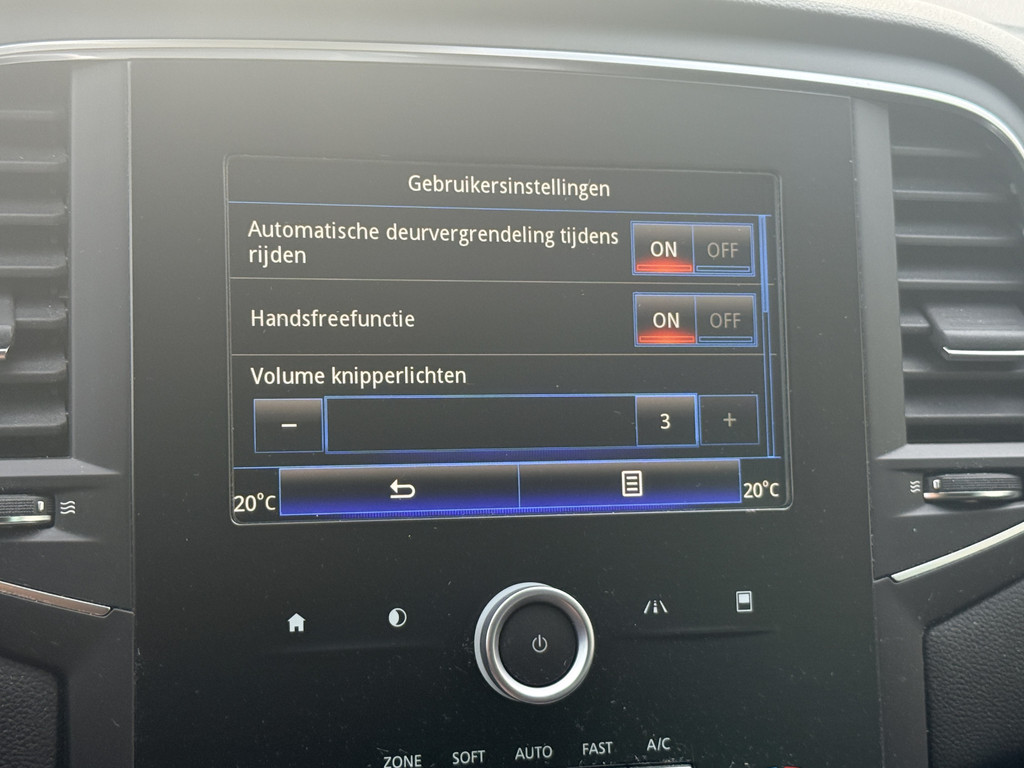 Gebruikersinstellingen
Automatische deurvergrendeling tijdens
rijden
ON OFF
Handsfreefunctie
ON OFF
Volume knipperlichten
− 3 +
20°C 20°C
ZONE SOFT AUTO FAST A/C